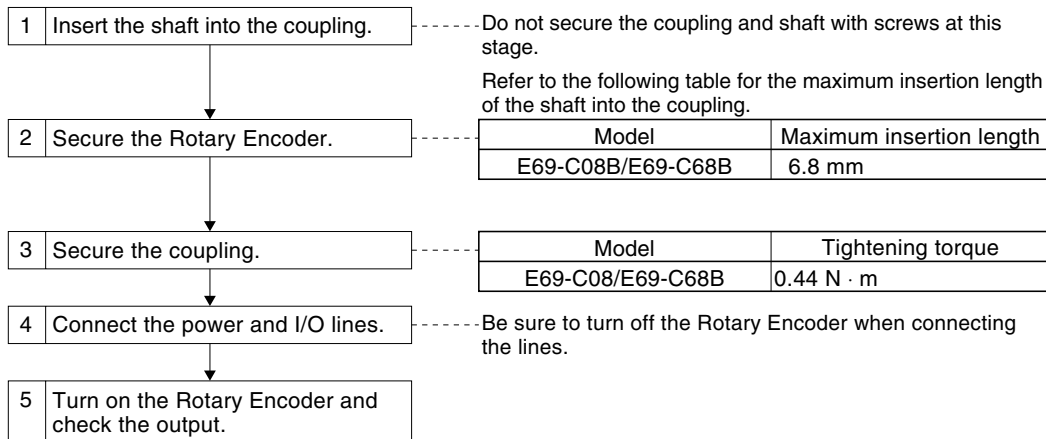 1 Insert the shaft into the coupling.
Do not secure the coupling and shaft with screws at this
stage.
Refer to the following table for the maximum insertion length
of the shaft into the coupling.
2 Secure the Rotary Encoder.
Model Maximum insertion length
E69-C08B/E69-C68B 6.8 mm
3 Secure the coupling.
Model Tightening torque
E69-C08/E69-C68B 0.44 N · m
4 Connect the power and I/O lines.
Be sure to turn off the Rotary Encoder when connecting
the lines.
5 Turn on the Rotary Encoder and
check the output.